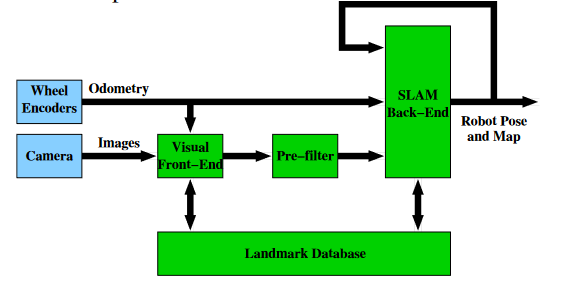 Wheel
Encoders
Odometry
SLAM
Back-End
Robot Pose
and Map
Camera
Images
Visual
Front-End
Pre-filter
Landmark Database